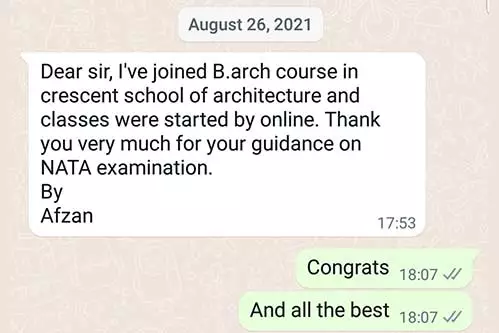 August 26, 2021
Dear sir, I've joined B.arch course in
crescent school of architecture and
classes were started by online. Thank
you very much for your guidance on
NATA examination.
By
Afzan
17:53
Congrats 18:07
And all the best 18:07